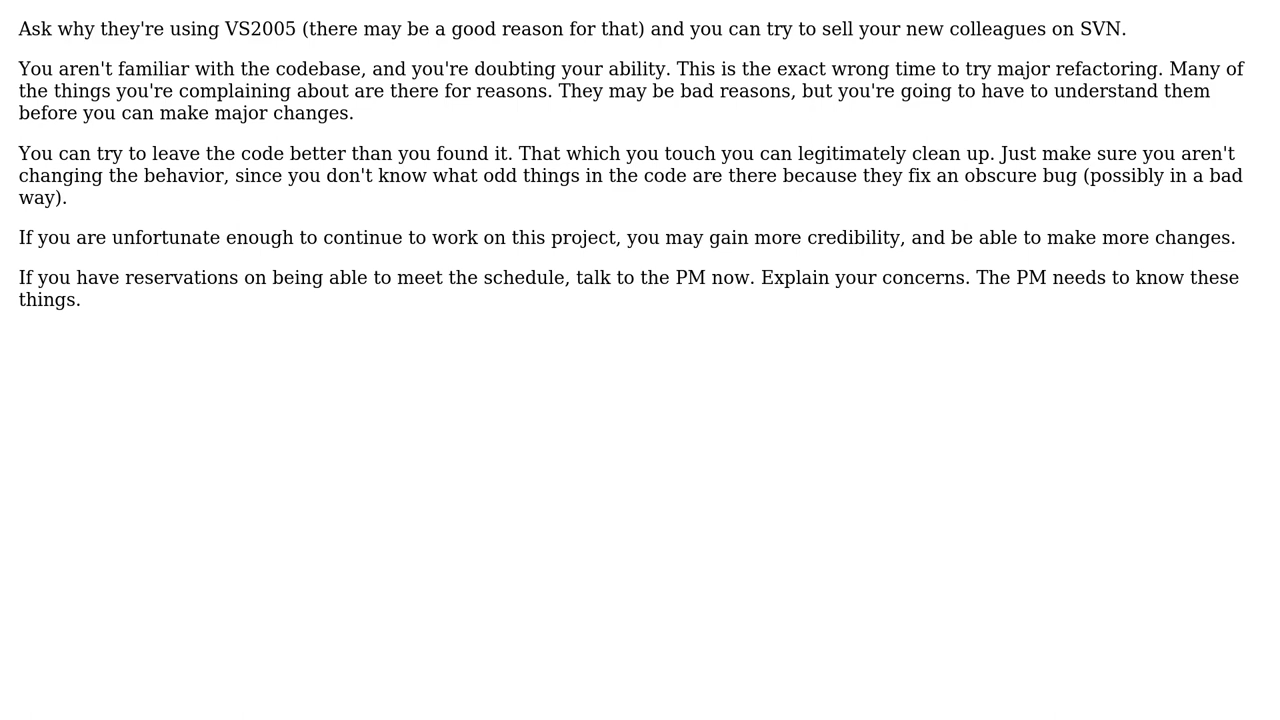 Ask why they're using VS2005 (there may be a good reason for that) and you can try to sell your new colleagues on SVN.
You aren't familiar with the codebase, and you're doubting your ability. This is the exact wrong time to try major refactoring. Many of
the things you're complaining about are there for reasons. They may be bad reasons, but you're going to have to understand them
before you can make major changes.
You can try to leave the code better than you found it. That which you touch you can legitimately clean up. Just make sure you aren't
changing the behavior, since you don't know what odd things in the code are there because they fix an obscure bug (possibly in a bad
way).
If you are unfortunate enough to continue to work on this project, you may gain more credibility, and be able to make more changes.
If you have reservations on being able to meet the schedule, talk to the PM now. Explain your concerns. The PM needs to know these
things.